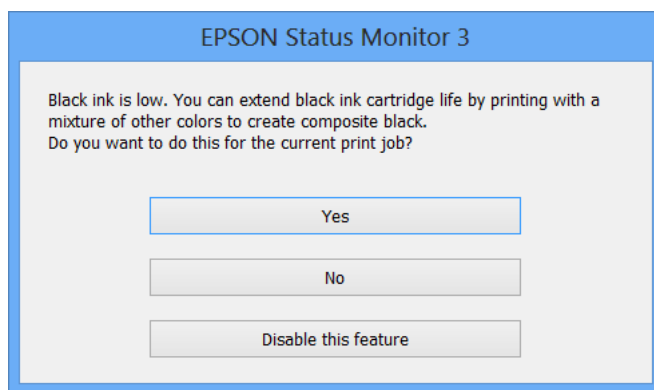 EPSON Status Monitor 3
Black ink is low. You can extend black ink cartridge life by printing with a
mixture of other colors to create composite black.
Do you want to do this for the current print job?
Yes
No
Disable this feature